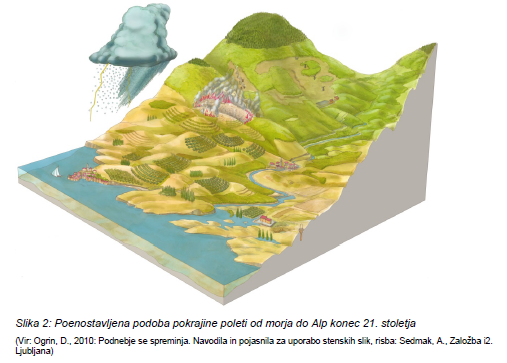 Slika 2: Poenostavljena podoba pokrajine poleti od morja do Alp konec 21. stoletja
(Vir: Ogrin, D., 2010: Podnebje se spreminja. Navodila in pojasnila za uporabo stenskih slik, risba: Sedmak, A., Založba i2.
Ljubljana)